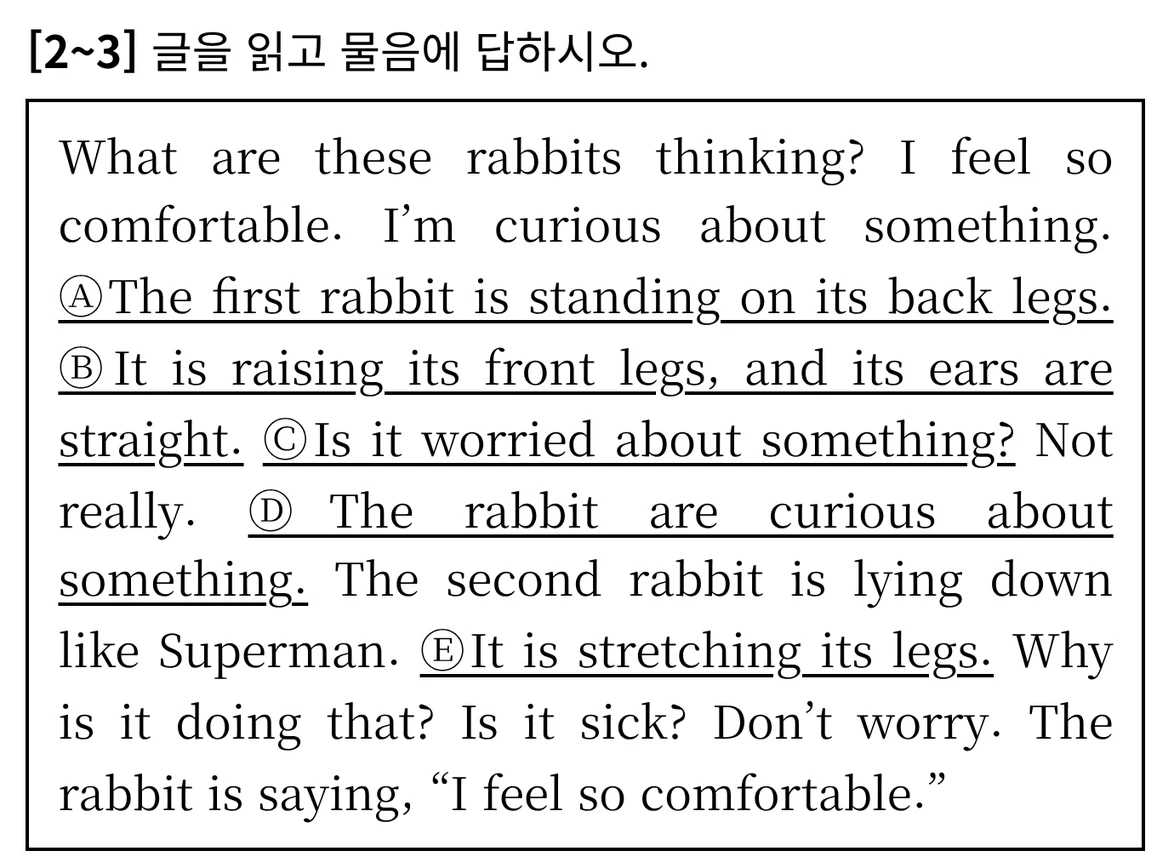 [2~3] 글을 읽고 물음에 답하시오.
What are these rabbits thinking? I feel so
comfortable. I’m curious about something.
ⒶThe first rabbit is standing on its back legs.
ⒷIt is raising its front legs, and its ears are
straight. ⒸIs it worried about something? Not
really. Ⓓ The rabbit are curious about
something. The second rabbit is lying down
like Superman. ⒺIt is stretching its legs. Why
is it doing that? Is it sick? Don’t worry. The
rabbit is saying, “I feel so comfortable.”